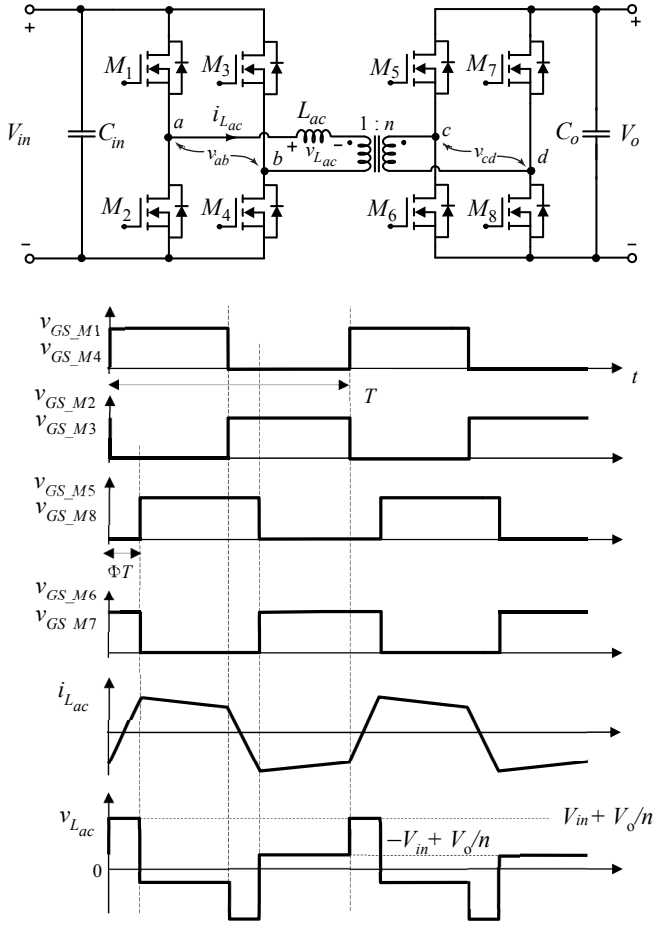 + +
M1 M3 M5 M7
iLac Lac 1 : n
Vin Cin a c Co Vo
+ vLac −
vab b vcd d
M2 M4 M6 M8
− −
vGS_M1
vGS_M4
t
T
vGS_M2
vGS_M3
vGS_M5
vGS_M8
ΦT
vGS_M6
vGS_M7
iLac
vLac
Vin + Vo/n
−Vin + Vo/n
0